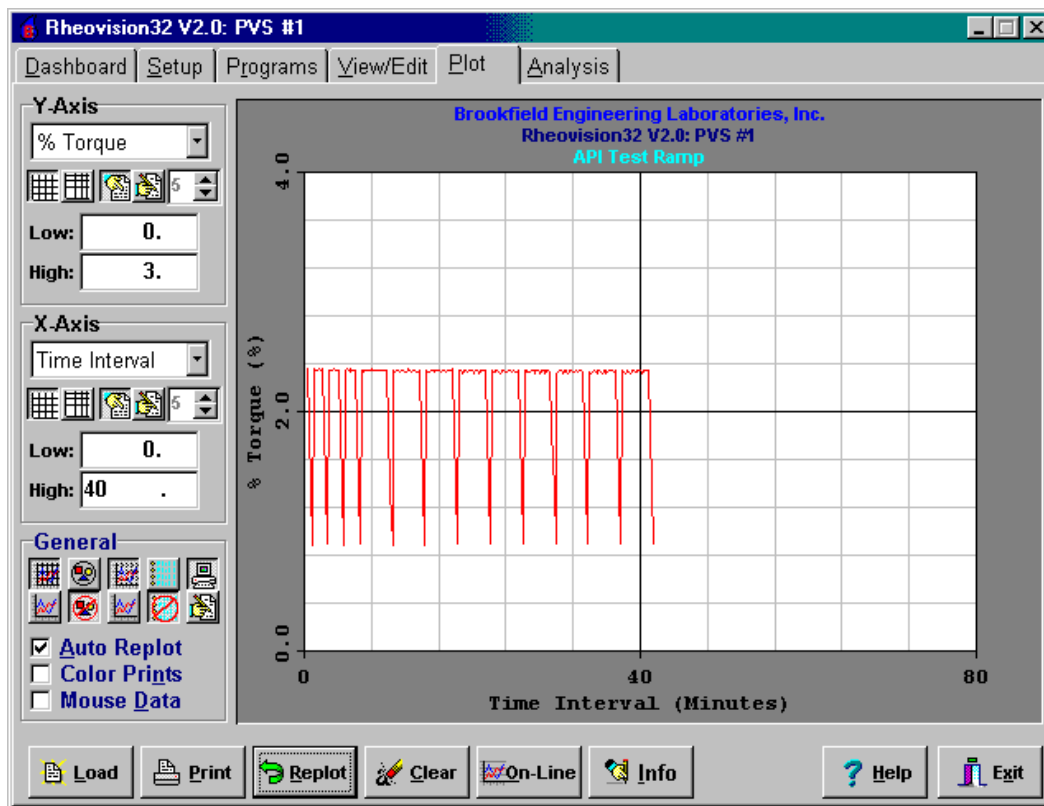 Rheovision32 V2.0: PVS #1
Dashboard Setup Programs View/Edit Plot Analysis
Y-Axis
% Torque
5
Low: 0.
High: 3.
X-Axis
Time Interval
5
Low: 0.
High: 40 .
General
Auto Replot
Color Prints
Mouse Data
Brookfield Engineering Laboratories, Inc.
Rheovision32 V2.0: PVS #1
API Test Ramp
4.0
2.0
0.0
% Torque (%)
0 40 80
Time Interval (Minutes)
Load Print Replot Clear On-Line Info Help Exit